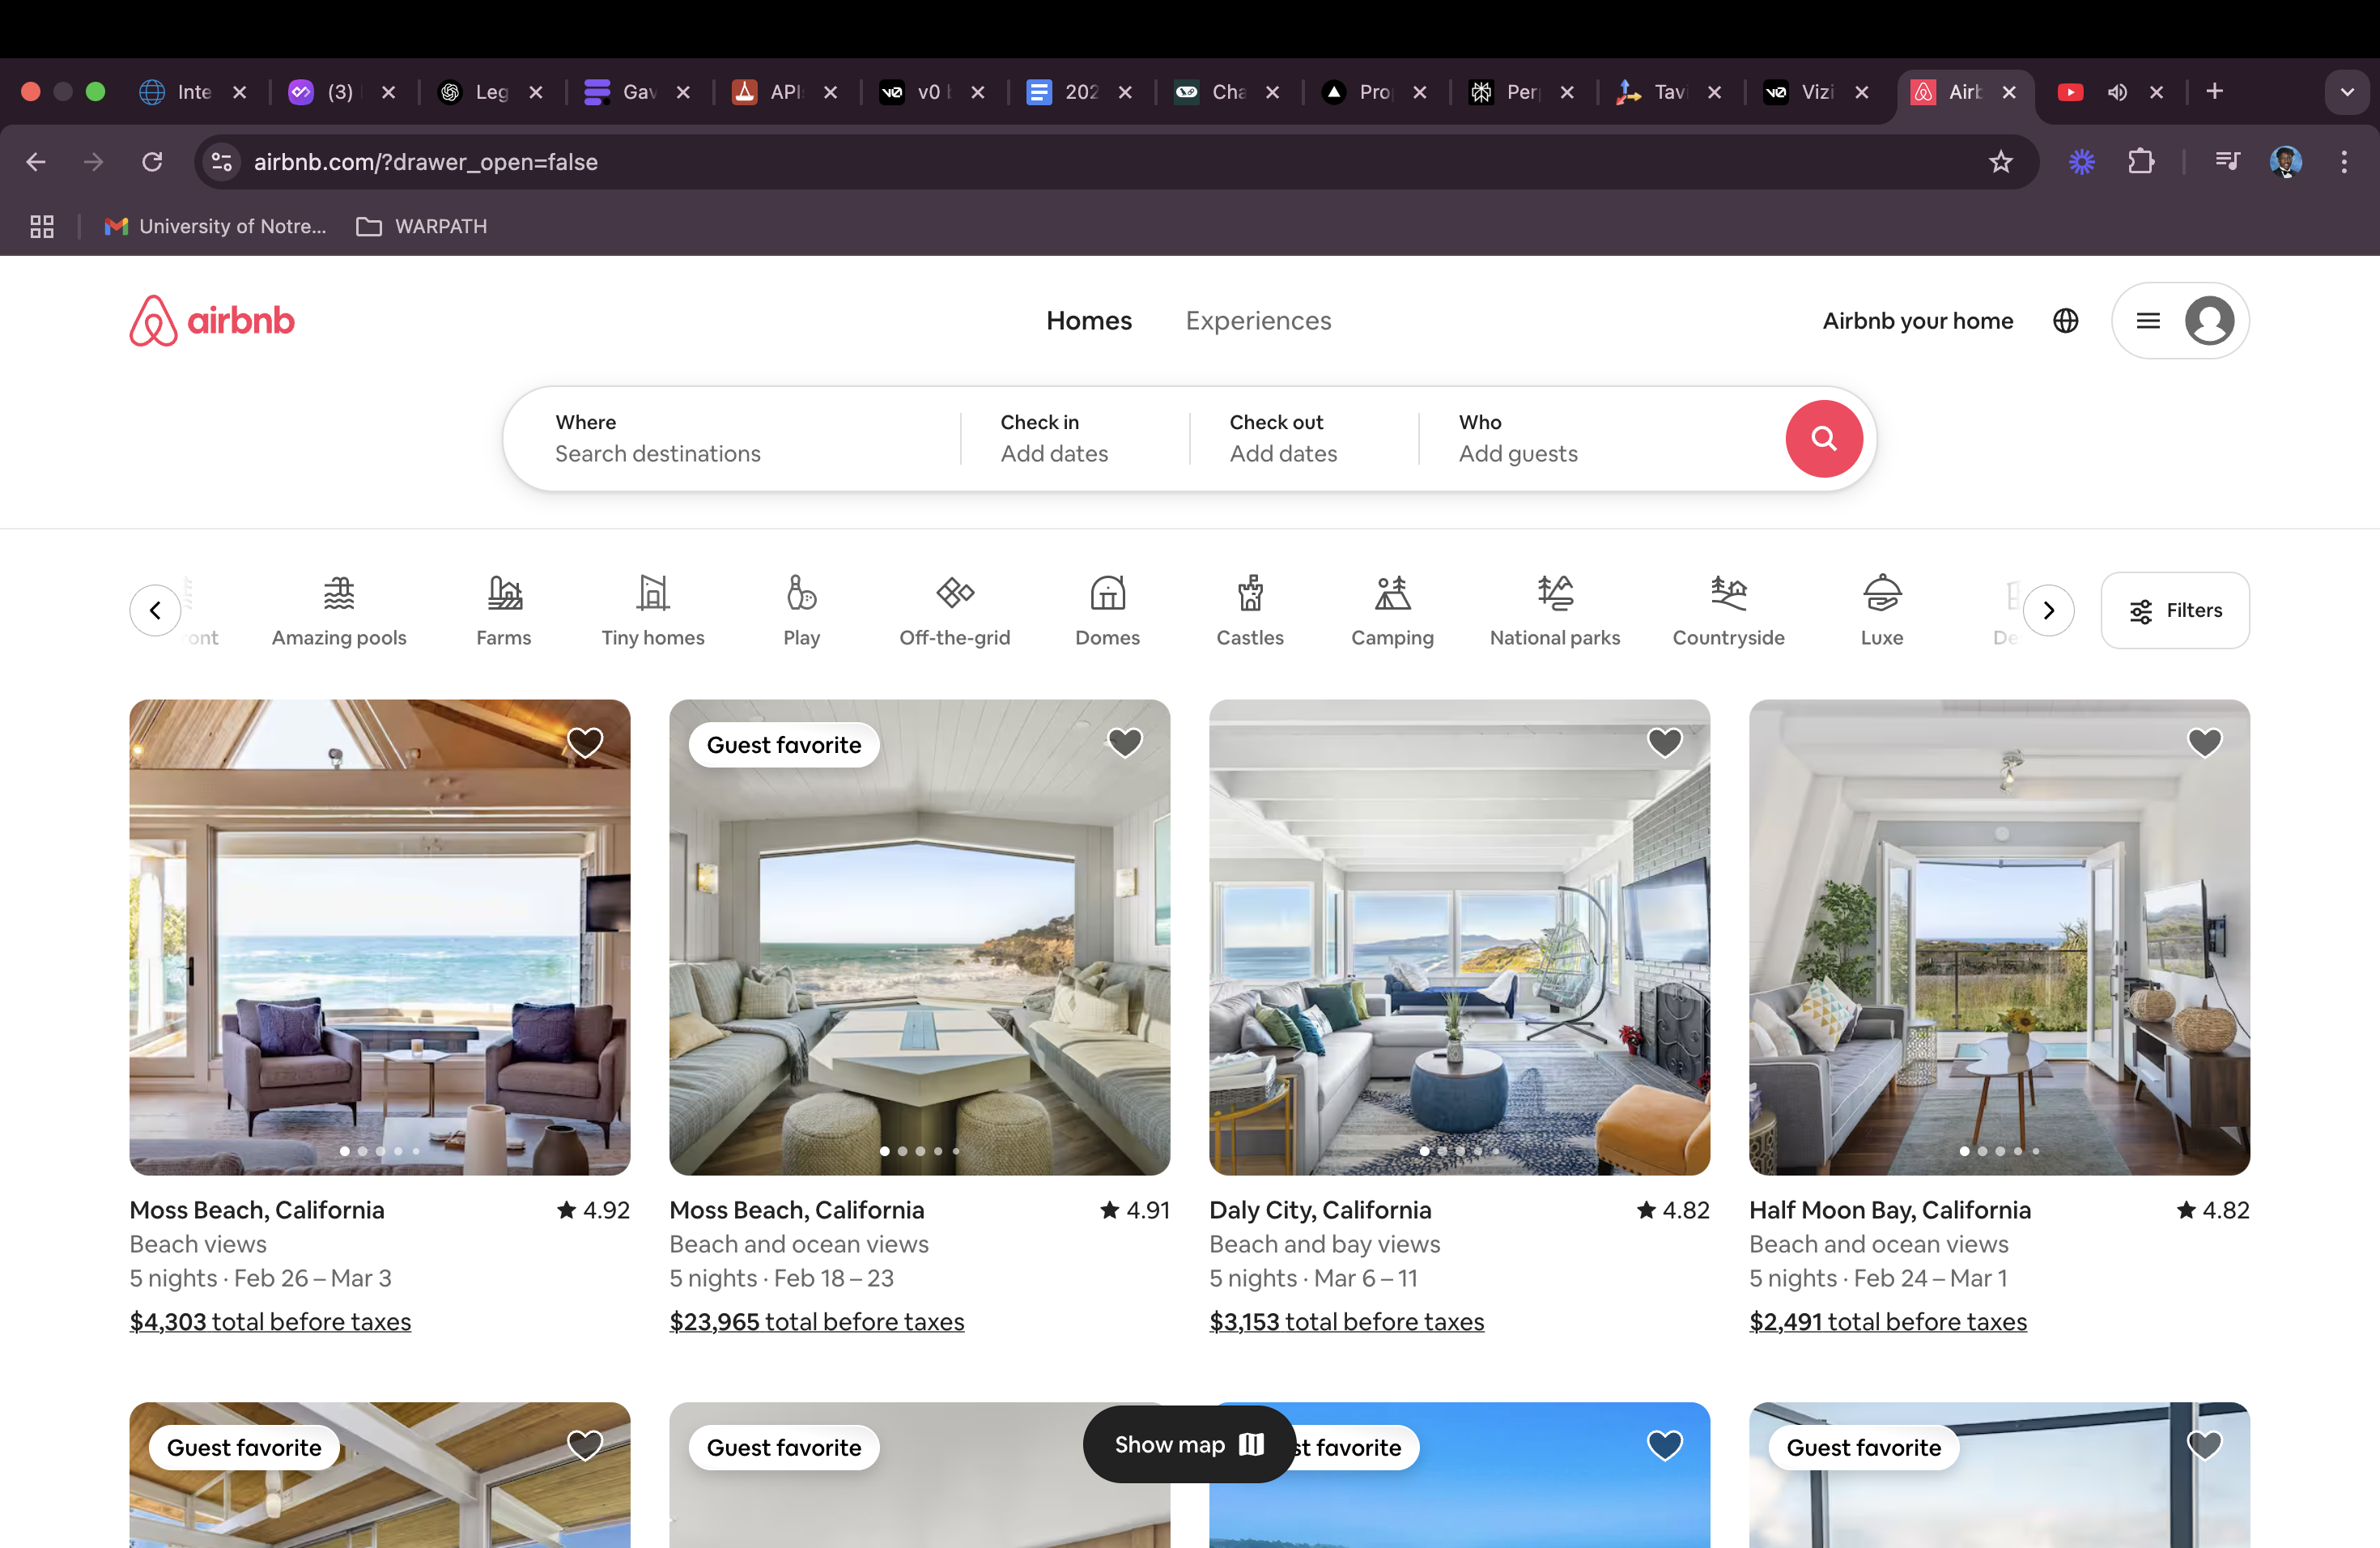 Inte
(3)
Leg
Gav
API
v0
202
Cha
Pro
Per
Tavi
Vizi
Airb
airbnb.com/?drawer_open=false
University of Notre...
WARPATH
airbnb
Homes
Experiences
Airbnb your home
Where
Search destinations
Check in
Add dates
Check out
Add dates
Who
Add guests
ont
Amazing pools
Farms
Tiny homes
Play
Off-the-grid
Domes
Castles
Camping
National parks
Countryside
Luxe
De
Filters
Guest favorite
Moss Beach, California
4.92
Beach views
5 nights · Feb 26 – Mar 3
$4,303 total before taxes
Moss Beach, California
4.91
Beach and ocean views
5 nights · Feb 18 – 23
$23,965 total before taxes
Daly City, California
4.82
Beach and bay views
5 nights · Mar 6 – 11
$3,153 total before taxes
Half Moon Bay, California
4.82
Beach and ocean views
5 nights · Feb 24 – Mar 1
$2,491 total before taxes
Guest favorite
Guest favorite
Show map
st favorite
Guest favorite